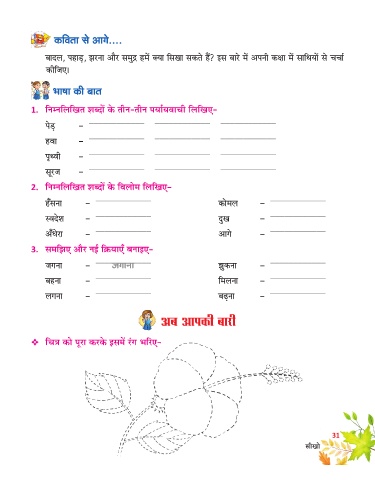 कविता से आगे....
बादल, पहाड़, झरना और समुद्र हमें क्या सिखा सकते हैं? इस बारे में अपनी कक्षा में साथियों से चर्चा
कीजिए।
भाषा की बात
1. निम्नलिखित शब्दों के तीन-तीन पर्यायवाची लिखिए-
पेड़ -
हवा -
पृथ्वी -
सूरज -
2. निम्नलिखित शब्दों के विलोम लिखिए-
हँसना - कोमल -
स्वदेश - दुख -
अँधेरा - आगे -
3. समझिए और नई क्रियाएँ बनाइए-
जगना - जगाना झुकना -
बहना - मिलना -
लगना - बढ़ना -
अब आपकी बारी
❖ चित्र को पूरा करके इसमें रंग भरिए-
31
सीखो